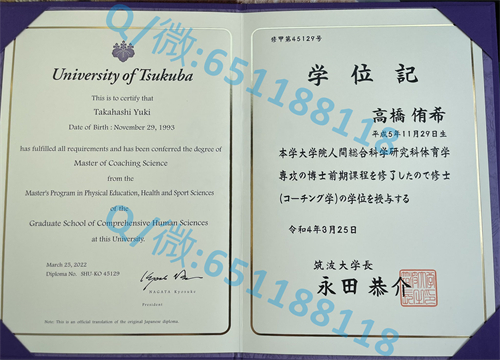 University of Tsukuba
This is to certify that
Takahashi Yuki
Date of Birth : November 29, 1993
has fulfilled all requirements and has been conferred the degree of
Master of Coaching Science
from the
Master's Program in Physical Education, Health and Sport Sciences
of the
Graduate School of Comprehensive Human Sciences
at this University.
March 25, 2022
Diploma No. SHU KO 45129
NAGATA Kyosuke
President
Note: This is an official translation of the original Japanese diploma.
修甲第45129号
学位記
高橋 侑希
平成5年11月29日生
本学大学院人間総合科学研究科体育学
専攻の博士前期課程を修了したので修士
(コーチング学)の学位を授与する
令和4年3月25日
筑波大学長
永田 恭介
Q/微:651188118
Q/微:651188118